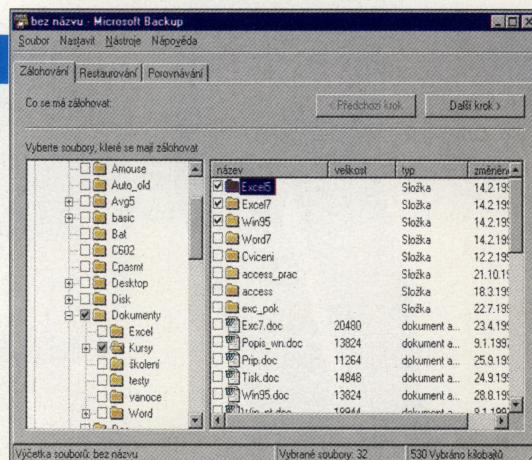 bez názvu - Microsoft Backup
Soubor Nastavit Nástroje Nápověda
Zálohování Restaurování Porovnávání
Co se má zálohovat:
< Předchozí krok Další krok >
Vyberte soubory, které se mají zálohovat
Amouse
Auto_old
Avg5
basic
Bat
C602
Cpasmt
Desktop
Disk
Dokumenty
Excel
Kursy
školení
testy
vanoce
Word
název velikost typ změněn
Excel5 Složka 14.2.199
Excel7 Složka 14.2.199
Win95 Složka 14.2.199
Word7 Složka 14.2.199
Cviceni Složka 12.2.199
access_prac Složka 21.10.19
access Složka 18.3.199
exc_pok Složka 22.7.199
Exc7.doc 20480 dokument a... 23.4.199
Popis_wn.doc 13824 dokument a... 9.1.1997
Prip.doc 11264 dokument a... 25.9.199
Tisk.doc 14848 dokument a... 24.9.199
Win95.doc 13824 dokument a... 28.8.199
Výčetka souborů: bez názvu Vybrané soubory: 32 530 Vybráno kilobajtů